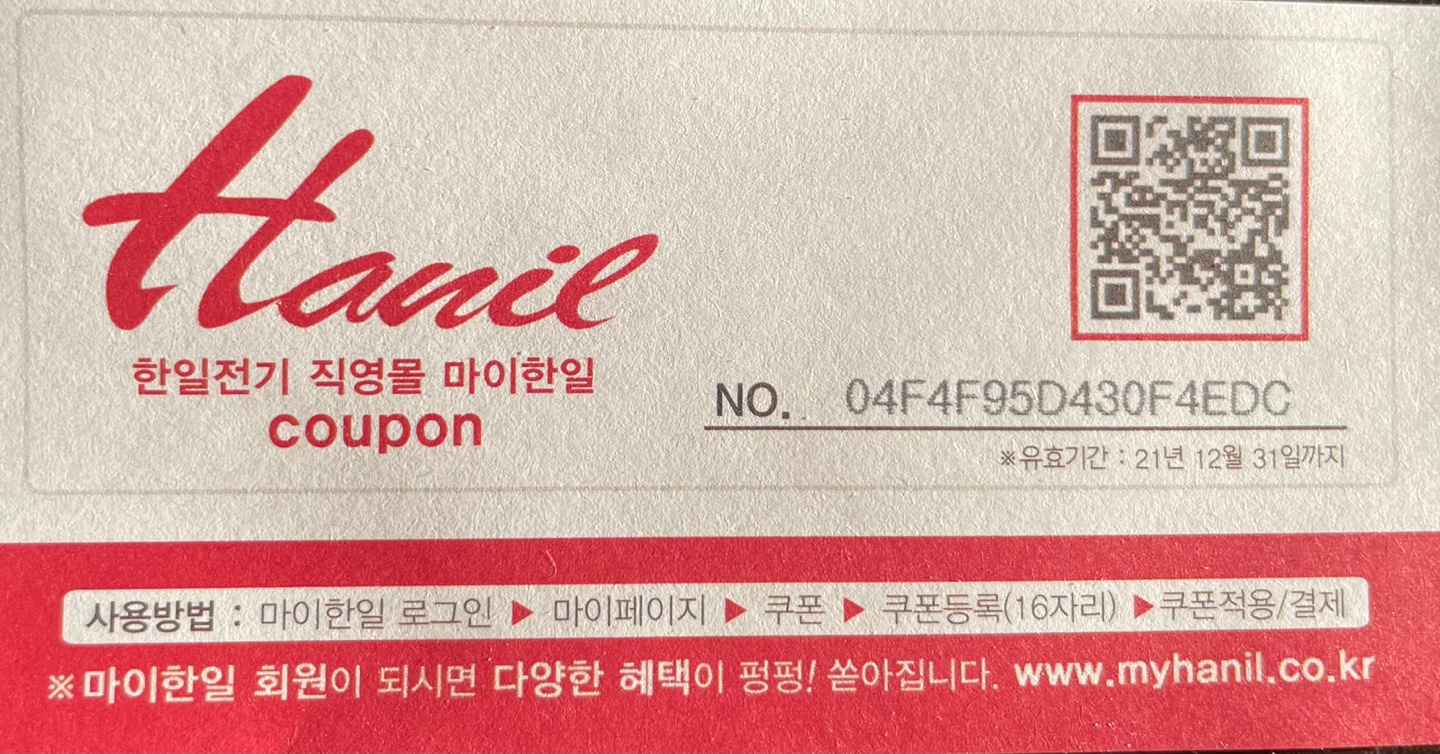 Hanil
한일전기 직영몰 마이한일
coupon
NO. 04F4F95D430F4EDC
※유효기간 : 21년 12월 31일까지
사용방법 : 마이한일 로그인 ▶ 마이페이지 ▶ 쿠폰 ▶ 쿠폰등록(16자리) ▶쿠폰적용/결제
※마이한일 회원이 되시면 다양한 혜택이 펑펑! 쏟아집니다. www.myhanil.co.kr